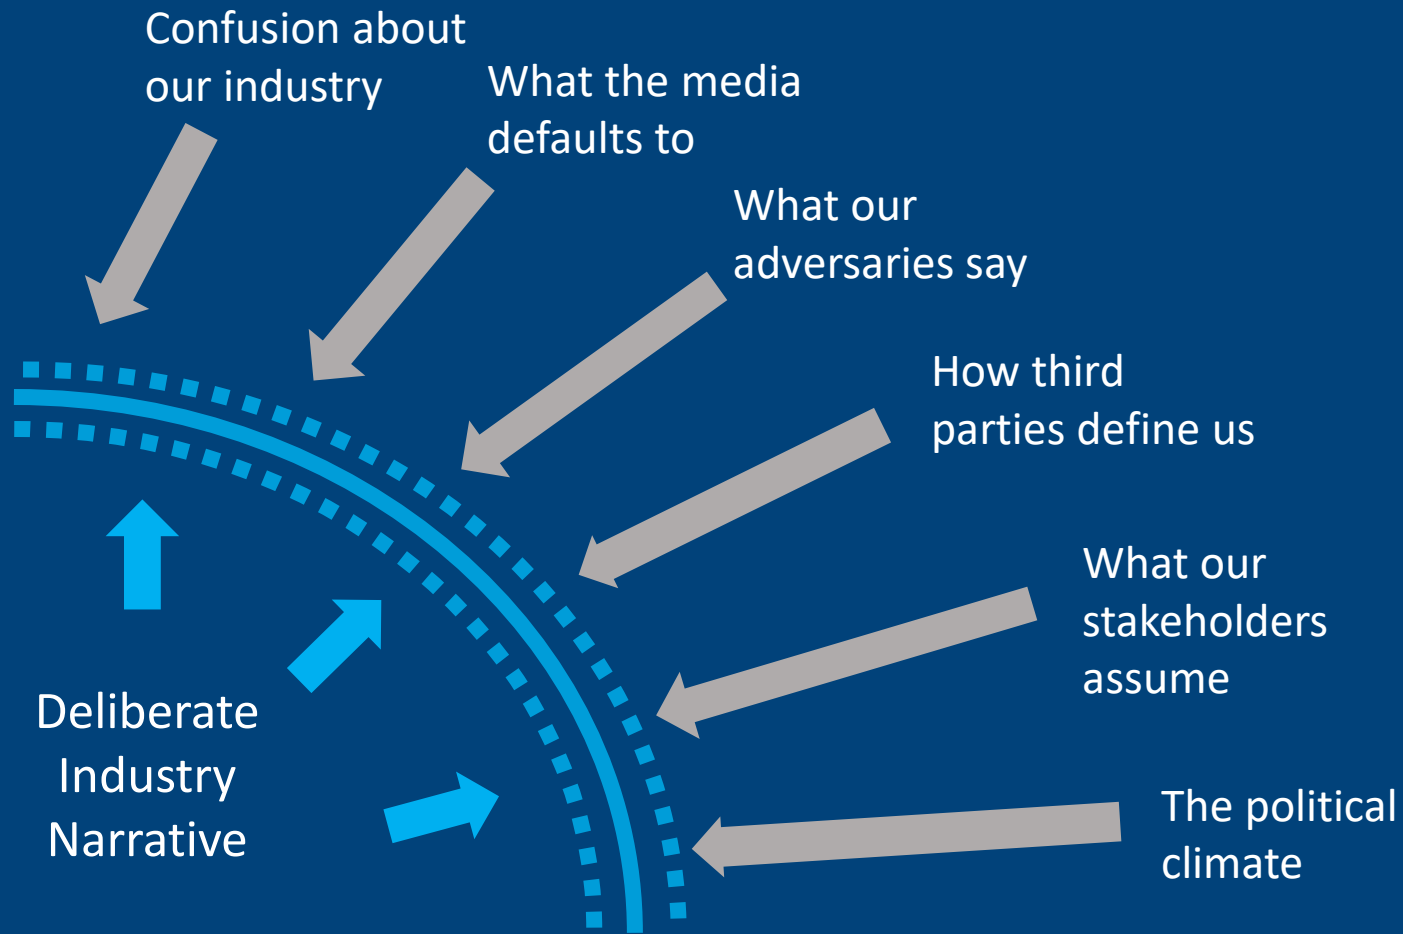 Confusion about
our industry
What the media
defaults to
What our
adversaries say
How third
parties define us
What our
stakeholders
assume
The political
climate
Deliberate
Industry
Narrative